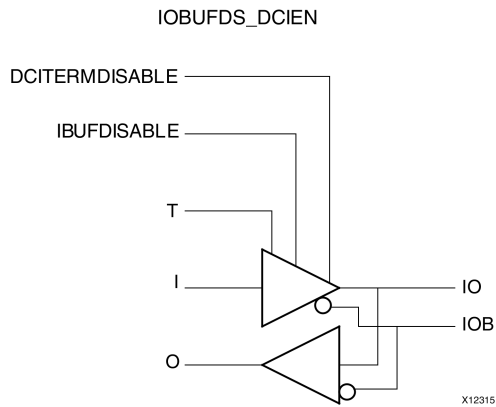 IOBUFDS_DCIEN
DCITERMDISABLE
IBUFDISABLE
T
I
IO
IOB
O
X12315